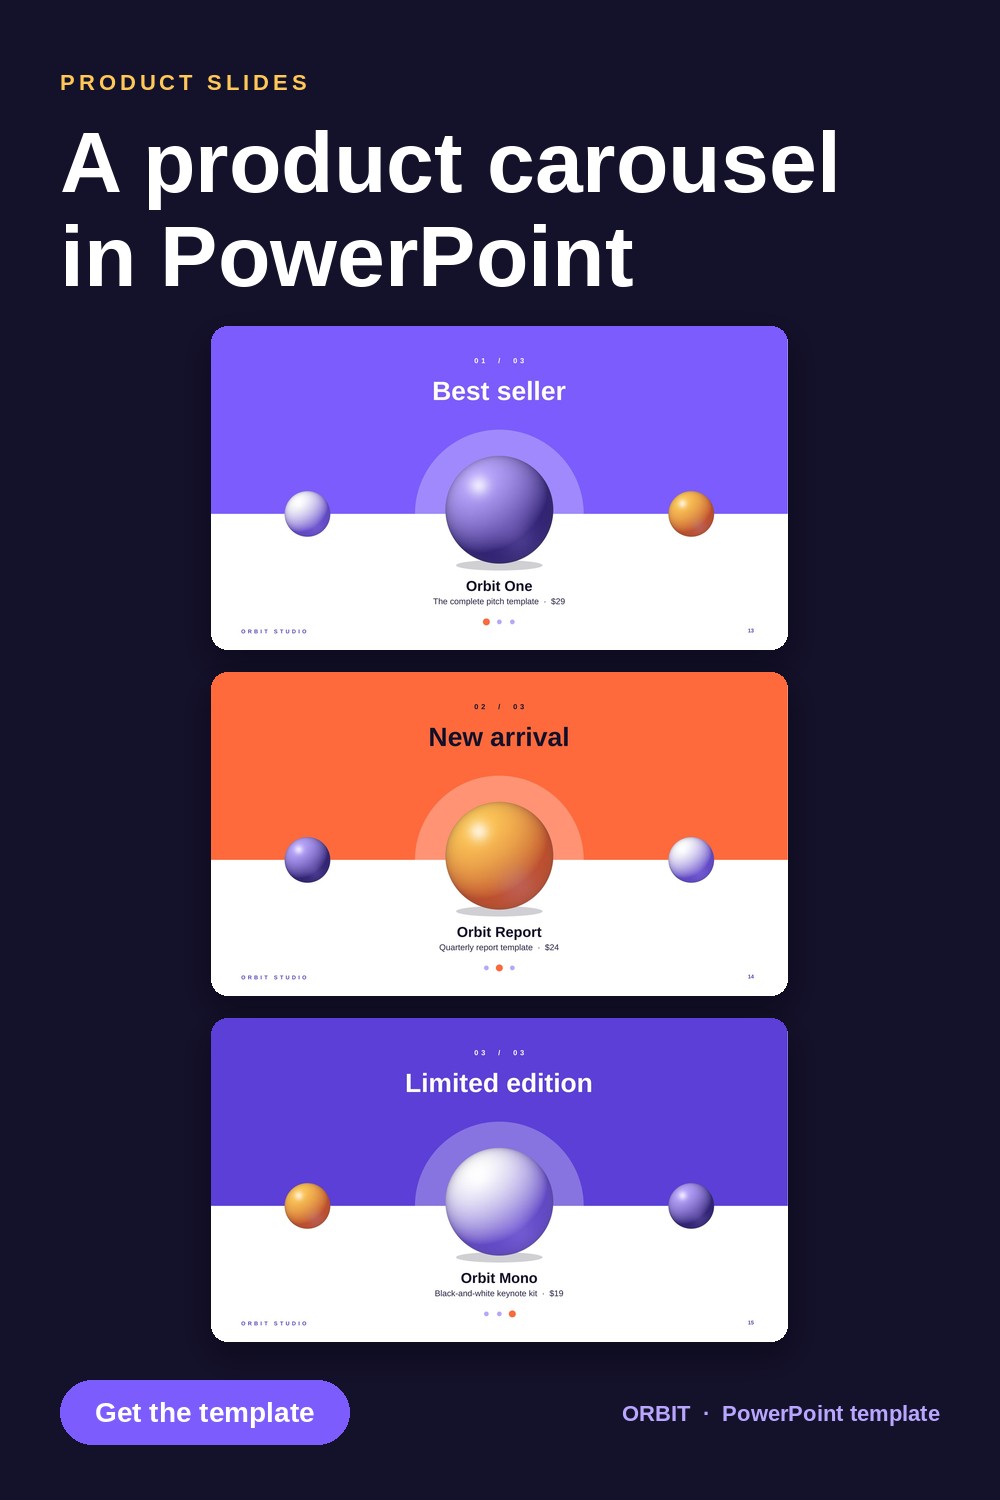 PRODUCT SLIDES
A product carousel
in PowerPoint
01 / 03
Best seller
Orbit One
The complete pitch template · $29
ORBIT STUDIO
13
02 / 03
New arrival
Orbit Report
Quarterly report template · $24
ORBIT STUDIO
14
03 / 03
Limited edition
Orbit Mono
Black-and-white keynote kit · $19
ORBIT STUDIO
15
Get the template
ORBIT · PowerPoint template